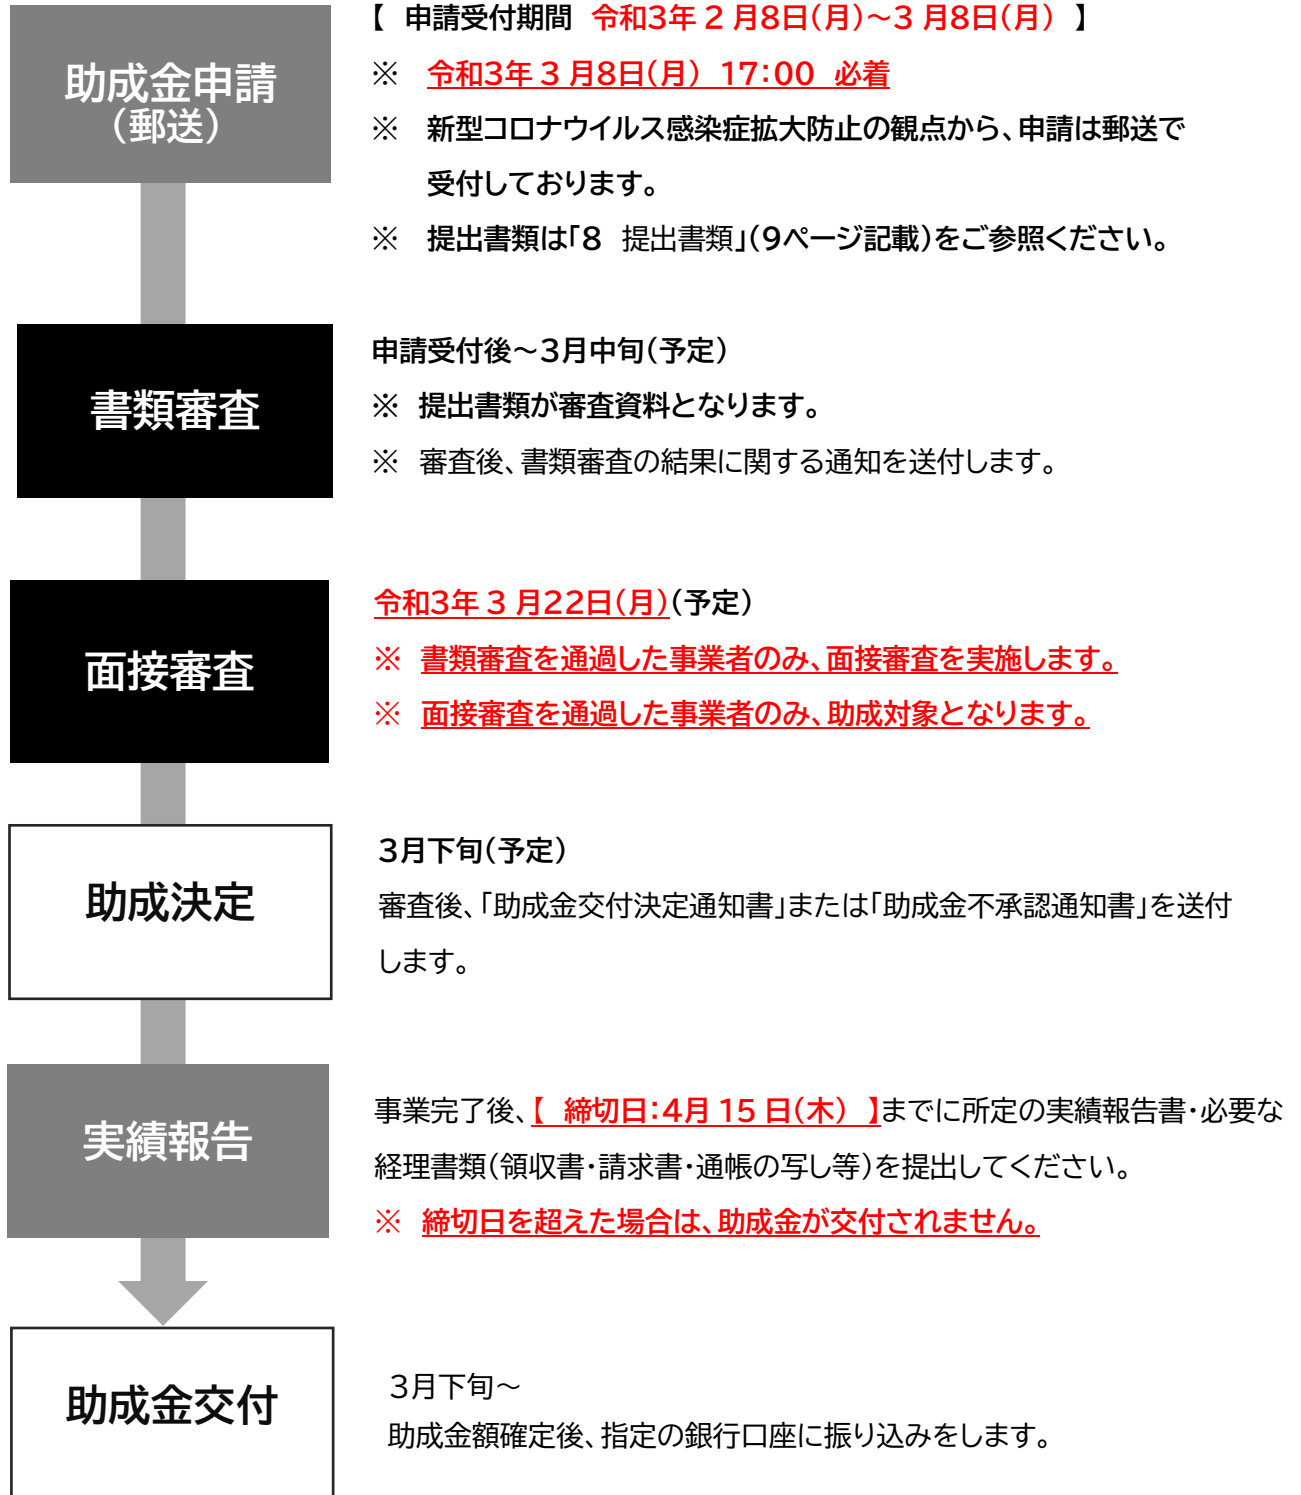 助成金申請
（郵送）
【　申請受付期間　令和3年２月8日（月）～3 月8日（月）　】
※　令和3年３月8日（月）　17：00　必着
※　新型コロナウイルス感染症拡大防止の観点から、申請は郵送で
受付しております。
※　提出書類は「8　提出書類」（9ページ記載）をご参照ください。
書類審査
申請受付後～3月中旬（予定）
※　提出書類が審査資料となります。
※　審査後、書類審査の結果に関する通知を送付します。
面接審査
令和3年３月22日（月）（予定）
※　書類審査を通過した事業者のみ、面接審査を実施します。
※　面接審査を通過した事業者のみ、助成対象となります。
助成決定
3月下旬（予定）
審査後、「助成金交付決定通知書」または「助成金不承認通知書」を送付
します。
実績報告
事業完了後、【　締切日：4月 15 日（木）　】までに所定の実績報告書・必要な
経理書類（領収書・請求書・通帳の写し等）を提出してください。
※　締切日を超えた場合は、助成金が交付されません。
助成金交付
3月下旬～
助成金額確定後、指定の銀行口座に振り込みをします。